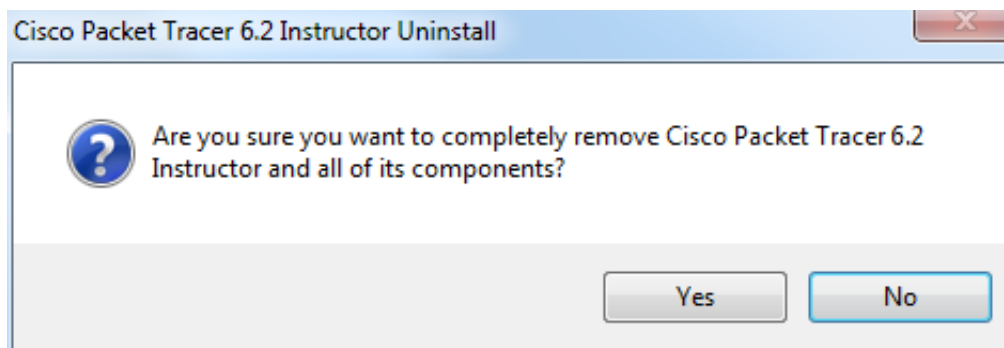 Cisco Packet Tracer 6.2 Instructor Uninstall
Are you sure you want to completely remove Cisco Packet Tracer 6.2
Instructor and all of its components?
Yes No